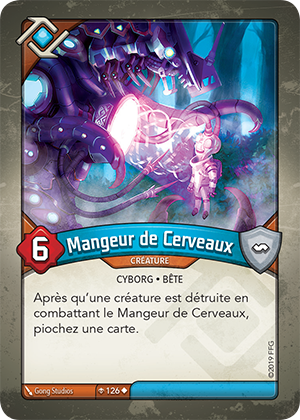 6
Mangeur de Cerveaux
CRÉATURE
CYBORG • BÊTE
Après qu'une créature est détruite en
combattant le Mangeur de Cerveaux,
piochez une carte.
Gong Studios
126
©2019 FFG